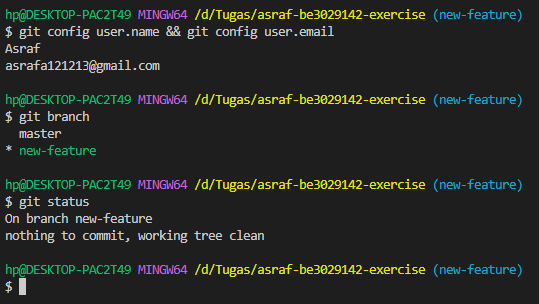 hp@DESKTOP-PAC2T49 MINGW64 /d/Tugas/asraf-be3029142-exercise (new-feature)
$ git config user.name && git config user.email
Asraf
asrafa121213@gmail.com
hp@DESKTOP-PAC2T49 MINGW64 /d/Tugas/asraf-be3029142-exercise (new-feature)
$ git branch
  master
* new-feature
hp@DESKTOP-PAC2T49 MINGW64 /d/Tugas/asraf-be3029142-exercise (new-feature)
$ git status
On branch new-feature
nothing to commit, working tree clean
hp@DESKTOP-PAC2T49 MINGW64 /d/Tugas/asraf-be3029142-exercise (new-feature)
$